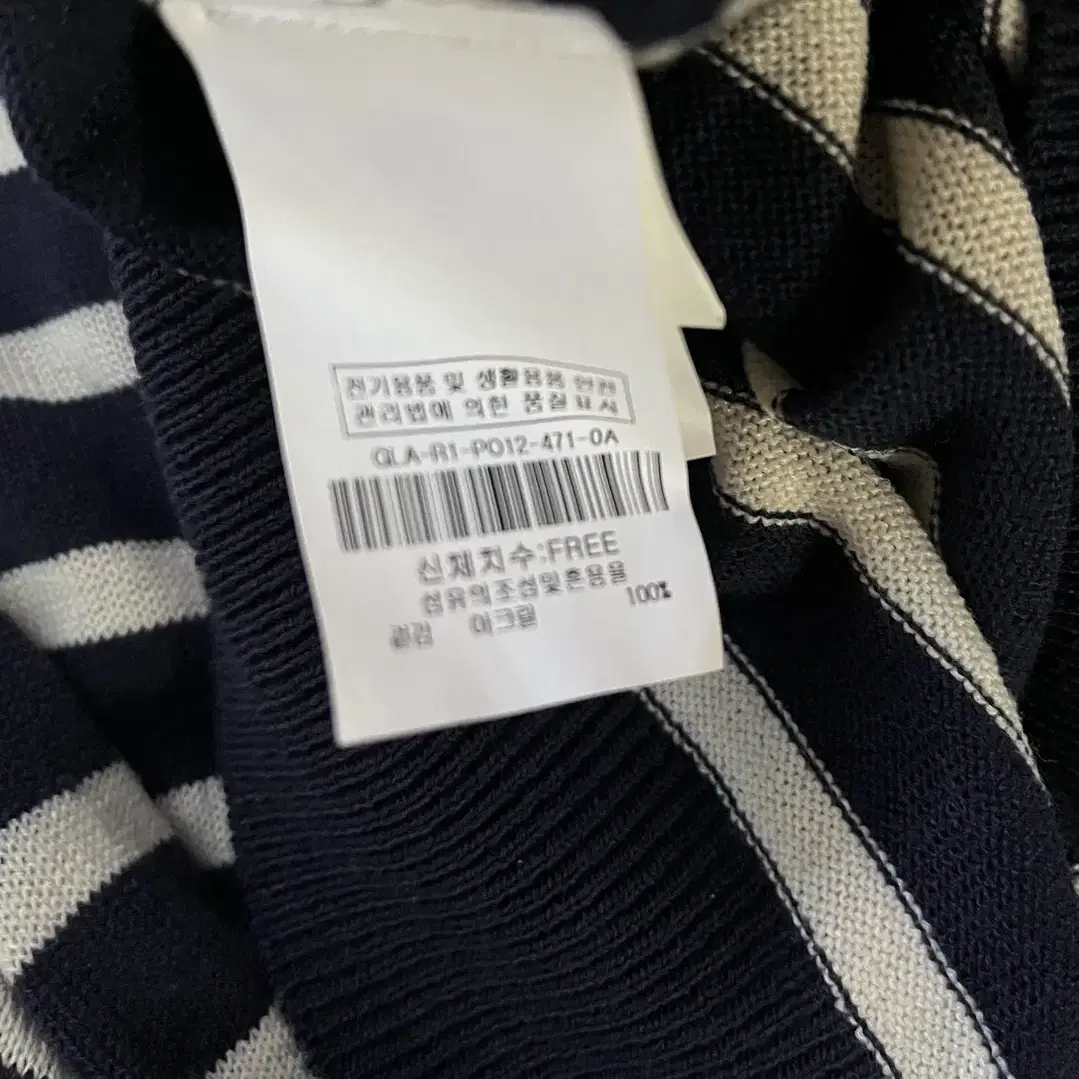 전기용품 및 생활용품 안전
관리법에 의한 품질표시
QLA-R1-PO12-471-0A
신체치수:FREE
섬유의조성및혼용율
겉감 아크릴 100%